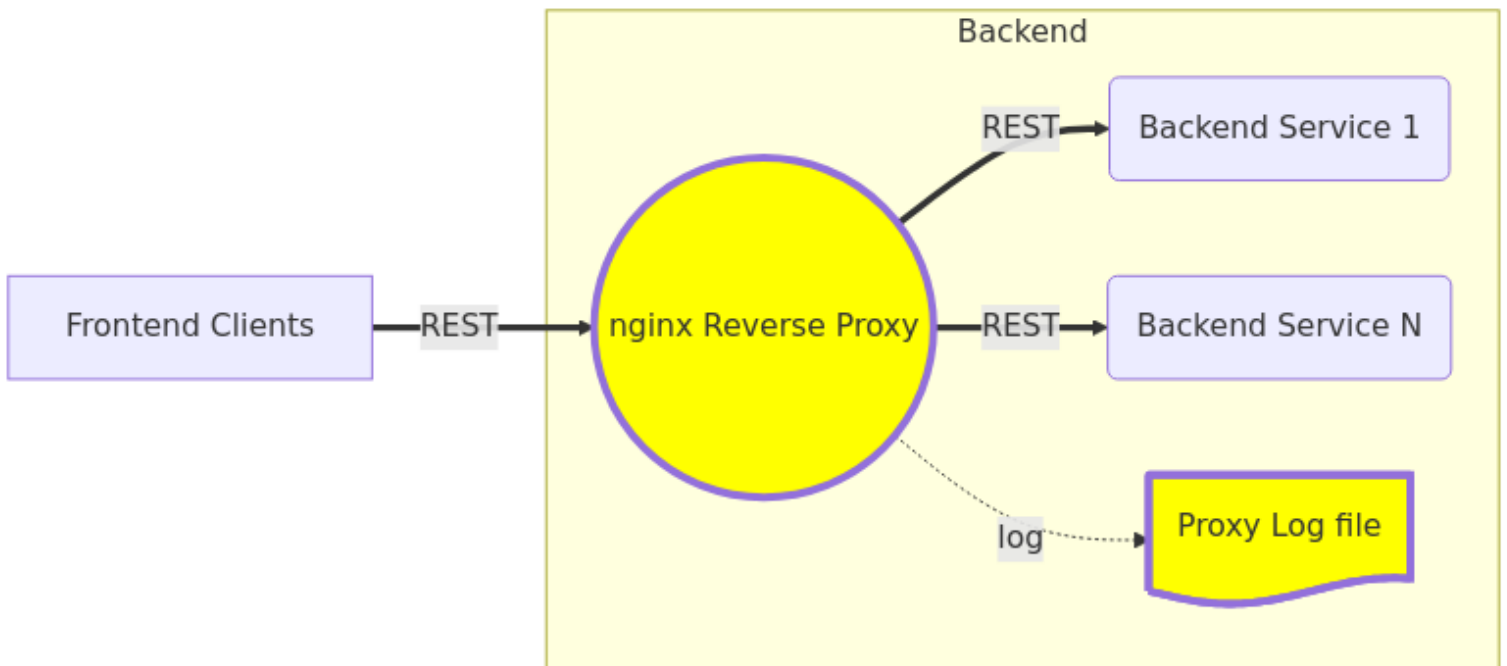 Backend
REST
Backend Service 1
Frontend Clients
REST
nginx Reverse Proxy
REST
Backend Service N
log
Proxy Log file